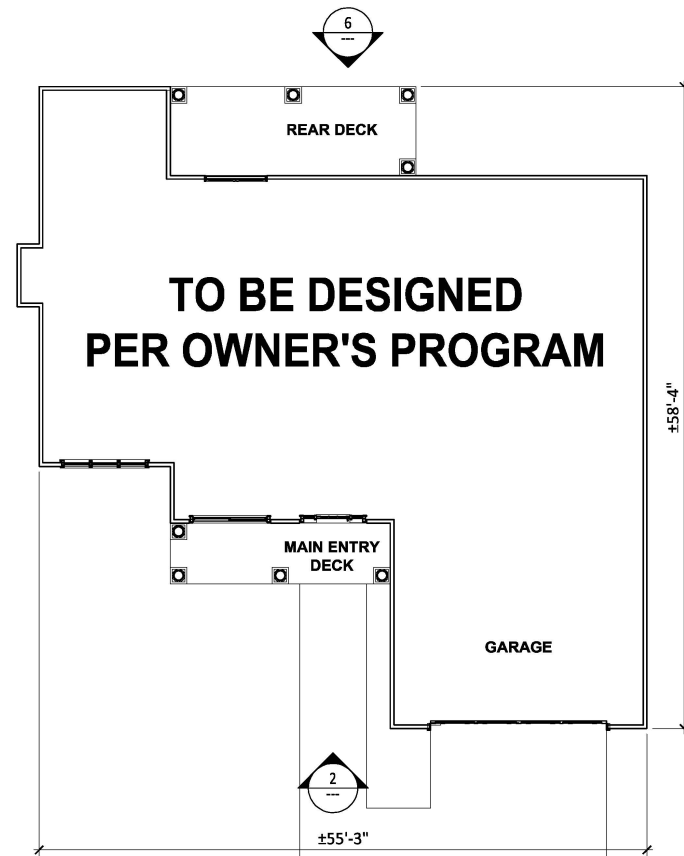 6
---
REAR DECK
TO BE DESIGNED
PER OWNER'S PROGRAM
±58'-4"
MAIN ENTRY
DECK
GARAGE
2
---
±55'-3"